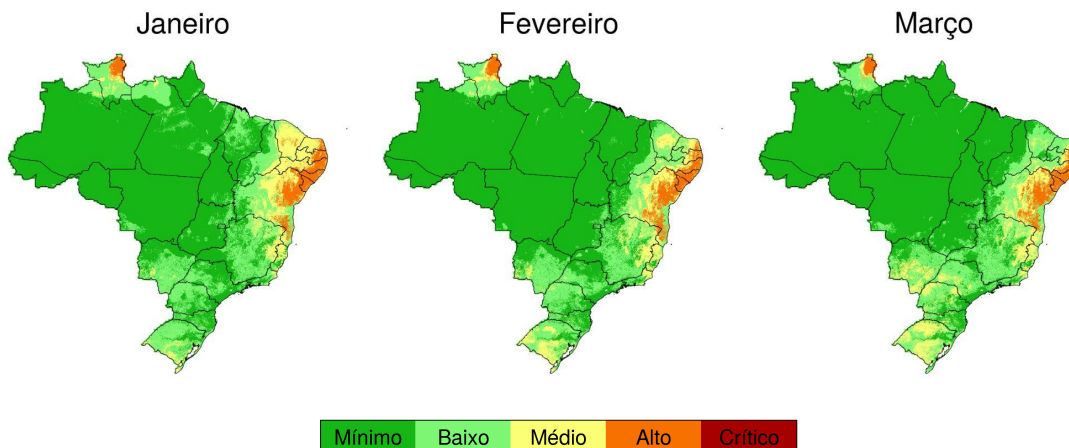 Janeiro
Fevereiro
Março
Mínimo
Baixo
Médio
Alto
Crítico